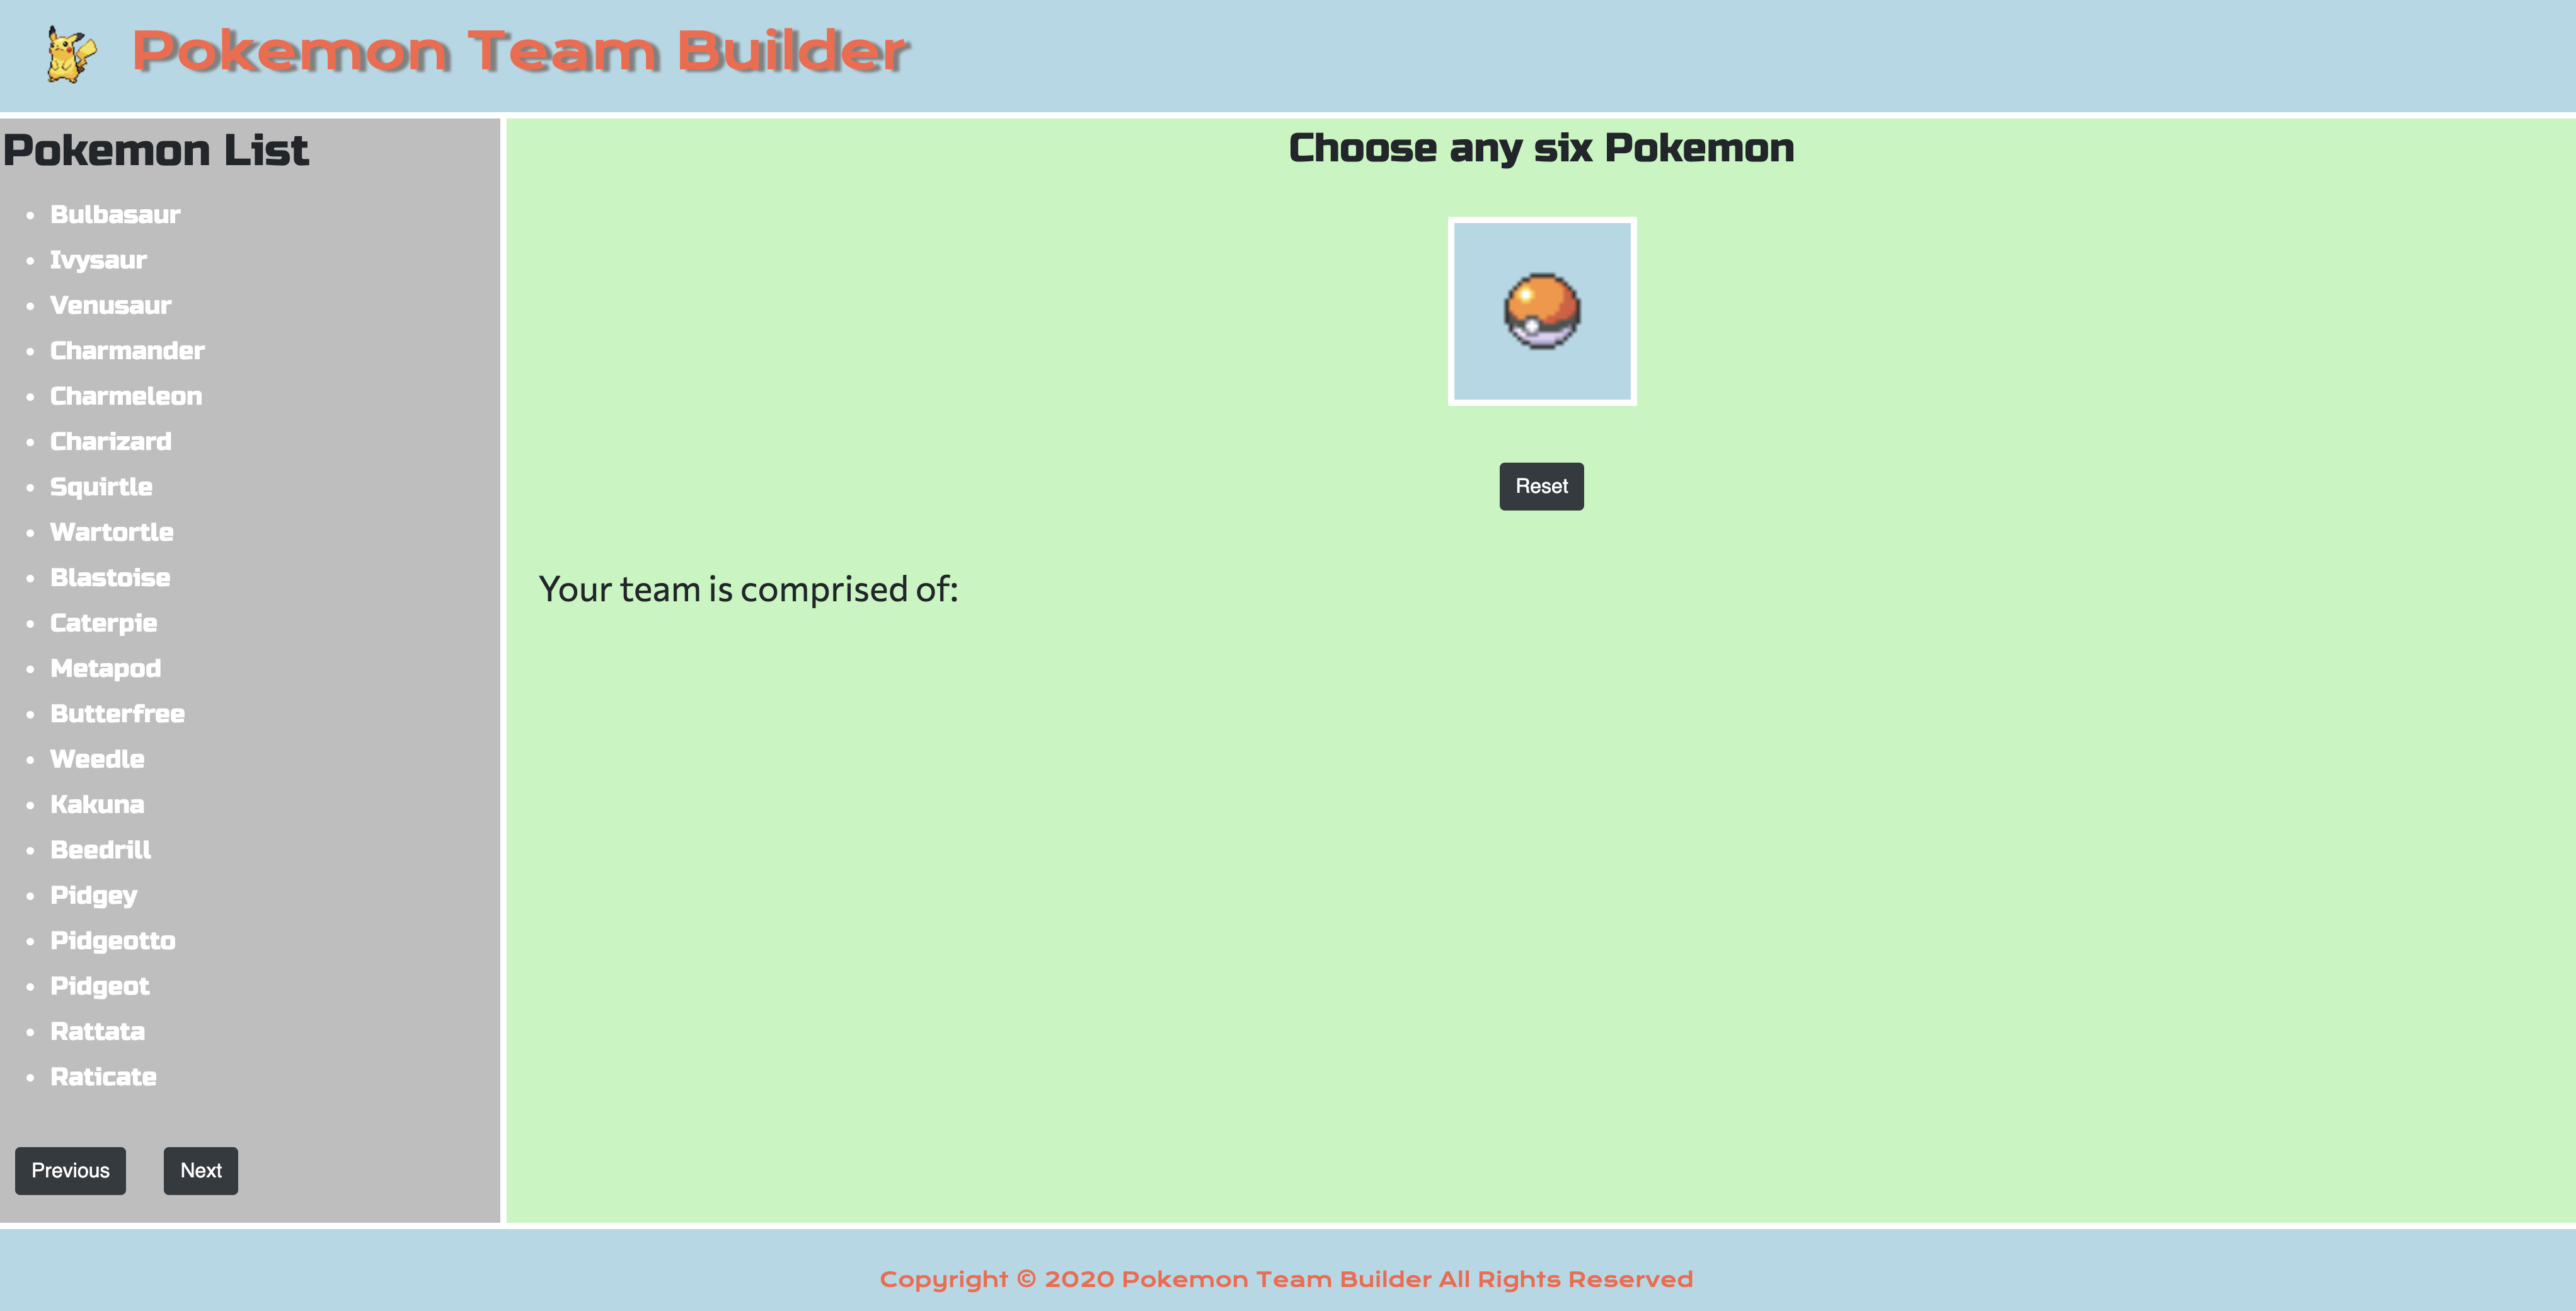 Pokemon Team Builder
Pokemon List
Bulbasaur
Ivysaur
Venusaur
Charmander
Charmeleon
Charizard
Squirtle
Wartortle
Blastoise
Caterpie
Metapod
Butterfree
Weedle
Kakuna
Beedrill
Pidgey
Pidgeotto
Pidgeot
Rattata
Raticate
Previous
Next
Choose any six Pokemon
Reset
Your team is comprised of:
Copyright © 2020 Pokemon Team Builder All Rights Reserved